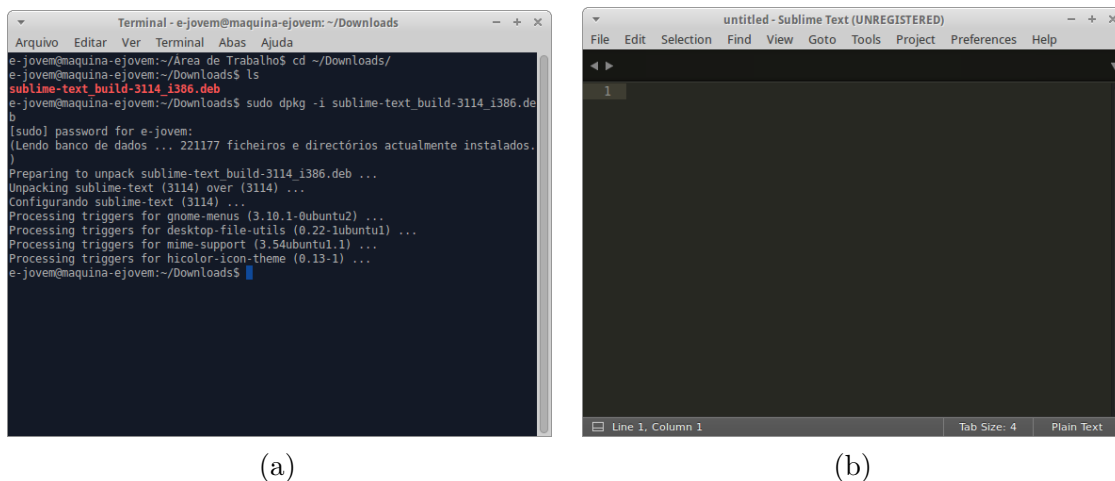 Terminal - e-jovem@maquina-ejovem: ~/Downloads
Arquivo Editar Ver Terminal Abas Ajuda
e-jovem@maquina-ejovem:~/Área de Trabalho$ cd ~/Downloads/
e-jovem@maquina-ejovem:~/Downloads$ ls
sublime-text_build-3114_i386.deb
e-jovem@maquina-ejovem:~/Downloads$ sudo dpkg -i sublime-text_build-3114_i386.de
b
[sudo] password for e-jovem:
(Lendo banco de dados ... 221177 ficheiros e directórios actualmente instalados.
)
Preparing to unpack sublime-text_build-3114_i386.deb ...
Unpacking sublime-text (3114) over (3114) ...
Configurando sublime-text (3114) ...
Processing triggers for gnome-menus (3.10.1-0ubuntu2) ...
Processing triggers for desktop-file-utils (0.22-1ubuntu1) ...
Processing triggers for mime-support (3.54ubuntu1.1) ...
Processing triggers for hicolor-icon-theme (0.13-1) ...
e-jovem@maquina-ejovem:~/Downloads$
(a)
untitled - Sublime Text (UNREGISTERED)
File Edit Selection Find View Goto Tools Project Preferences Help
1
Line 1, Column 1 Tab Size: 4 Plain Text
(b)